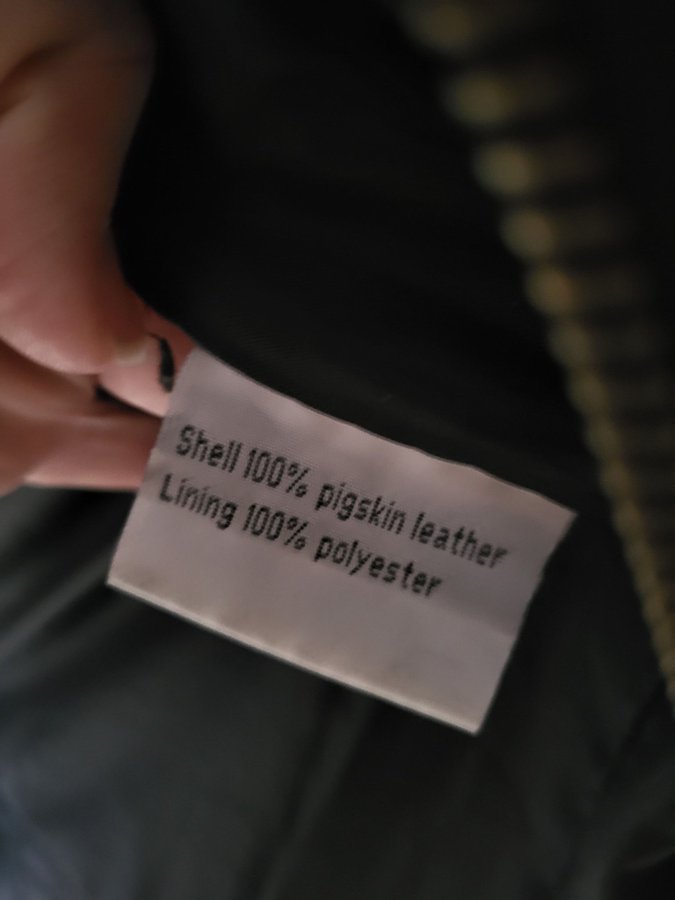 Shell 100% pigskin leather
Lining 100% polyester